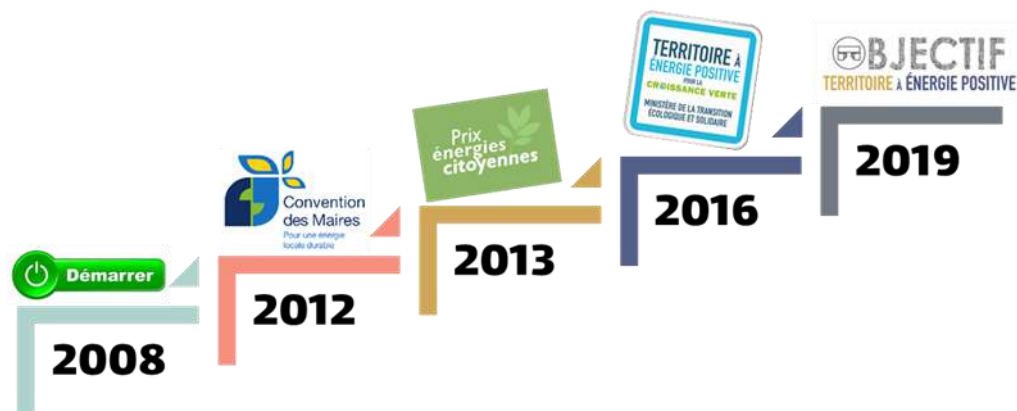 Démarrer
2008
Convention
des Maires
Pour une énergie
locale durable
2012
Prix
énergies
citoyennes
2013
TERRITOIRE À
ÉNERGIE POSITIVE
POUR LA
CROISSANCE VERTE
MINISTÈRE DE LA TRANSITION
ÉCOLOGIQUE ET SOLIDAIRE
2016
OBJECTIF
TERRITOIRE À ÉNERGIE POSITIVE
2019